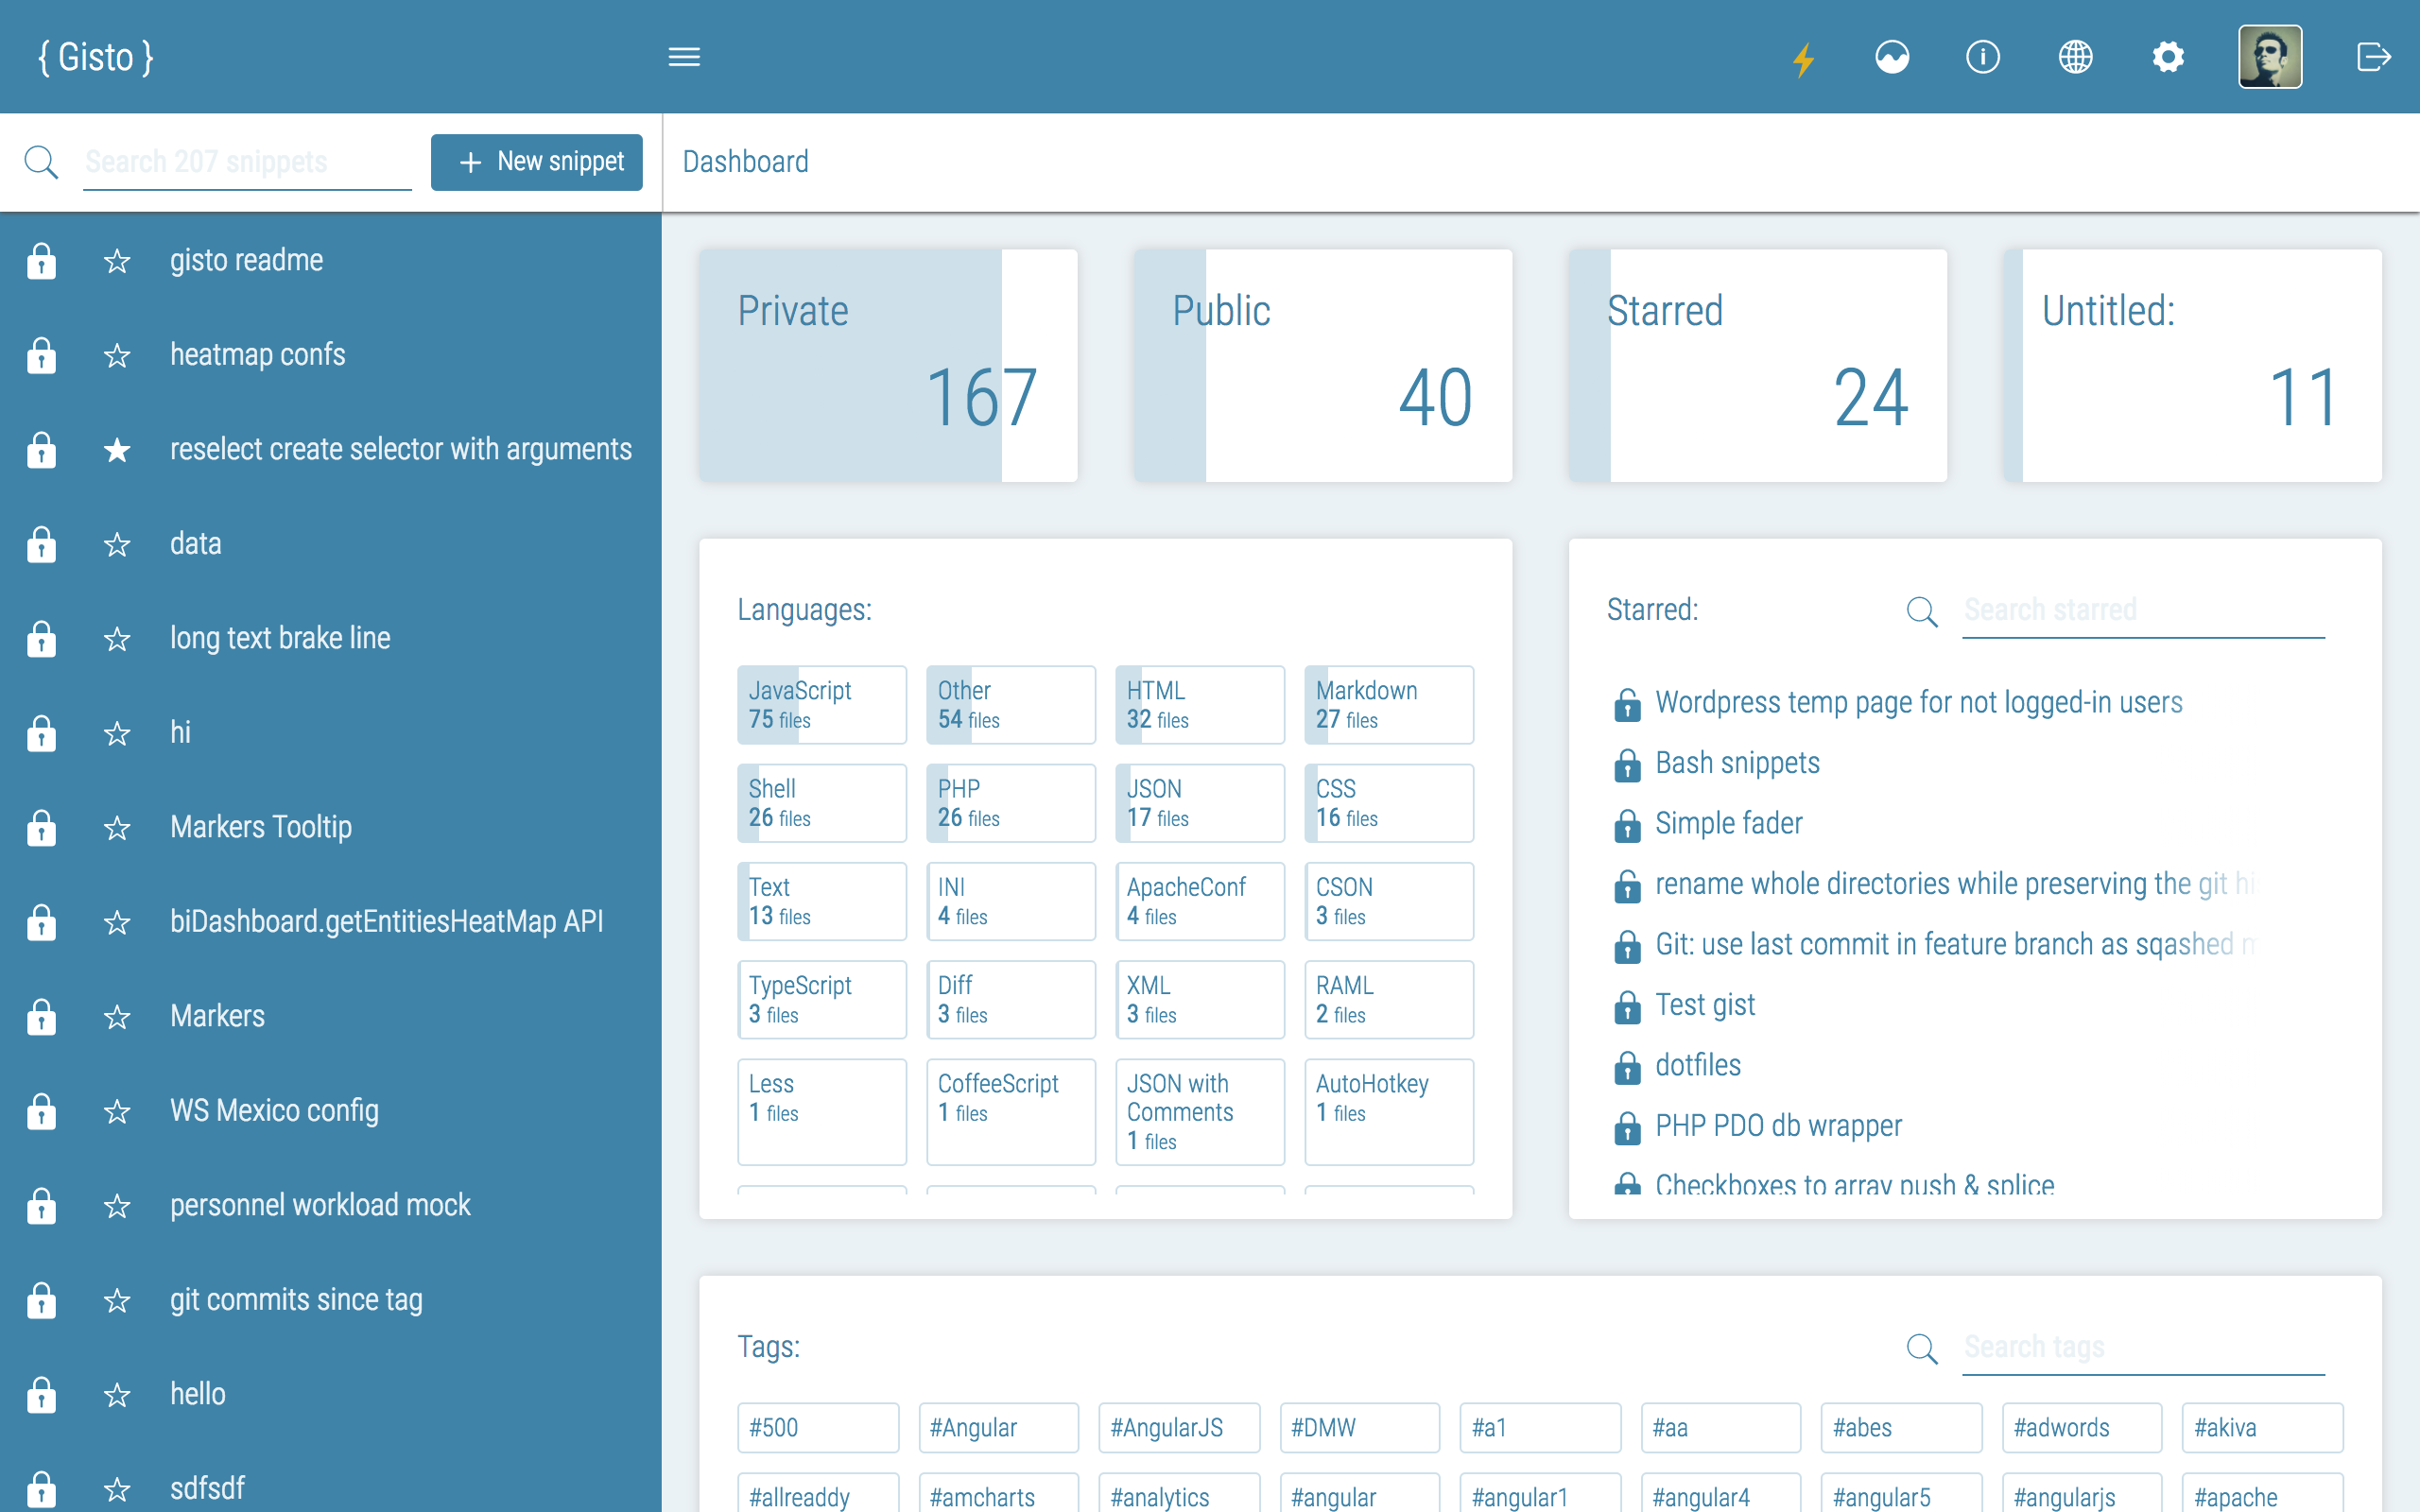 { Gisto }
Search 207 snippets
+ New snippet
Dashboard
gisto readme
heatmap confs
reselect create selector with arguments
data
long text brake line
hi
Markers Tooltip
biDashboard.getEntitiesHeatMap API
Markers
WS Mexico config
personnel workload mock
git commits since tag
hello
sdfsdf
Private
167
Public
40
Starred
24
Untitled:
11
Languages:
JavaScript
75 files
Other
54 files
HTML
32 files
Markdown
27 files
Shell
26 files
PHP
26 files
JSON
17 files
CSS
16 files
Text
13 files
INI
4 files
ApacheConf
4 files
CSON
3 files
TypeScript
3 files
Diff
3 files
XML
3 files
RAML
2 files
Less
1 files
CoffeeScript
1 files
JSON with
Comments
1 files
AutoHotkey
1 files
Starred:
Search starred
Wordpress temp page for not logged-in users
Bash snippets
Simple fader
rename whole directories while preserving the git
Git: use last commit in feature branch as sqashed
Test gist
dotfiles
PHP PDO db wrapper
Checkboxes to array push & splice
Tags:
Search tags
#500
#Angular
#AngularJS
#DMW
#a1
#aa
#abes
#adwords
#akiva
#allreaddy
#amcharts
#analytics
#angular
#angular1
#angular4
#angular5
#angularjs
#apache